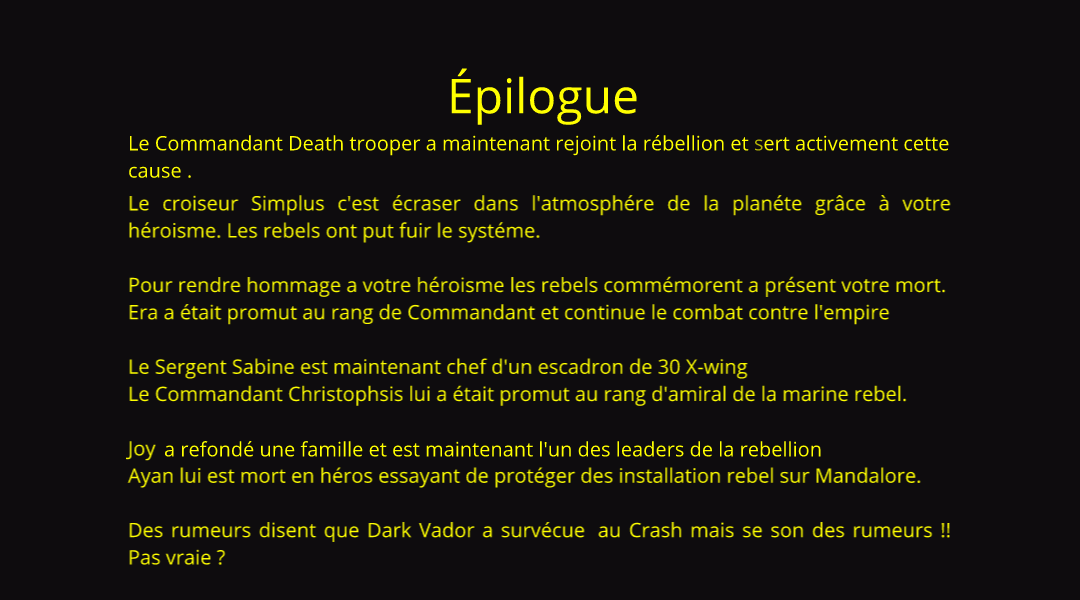 Épilogue
Le Commandant Death trooper a maintenant rejoint la rébellion et sert activement cette
cause .
Le croiseur Simplus c'est écraser dans l'atmosphére de la planéte grâce à votre
héroisme. Les rebels ont put fuir le systéme.
Pour rendre hommage a votre héroisme les rebels commémorent a présent votre mort.
Era a était promut au rang de Commandant et continue le combat contre l'empire
Le Sergent Sabine est maintenant chef d'un escadron de 30 X-wing
Le Commandant Christophsis lui a était promut au rang d'amiral de la marine rebel.
Joy a refondé une famille et est maintenant l'un des leaders de la rebellion
Ayan lui est mort en héros essayant de protéger des installation rebel sur Mandalore.
Des rumeurs disent que Dark Vador a survécue au Crash mais se son des rumeurs !!
Pas vraie ?